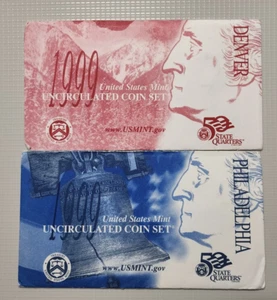 DENVER
1999
United States Mint
UNCIRCULATED COIN SET
www.USMINT.gov
50
STATE
QUARTERS
PHILADELPHIA
1999
United States Mint
UNCIRCULATED COIN SET
www.USMINT.gov
50
STATE
QUARTERS